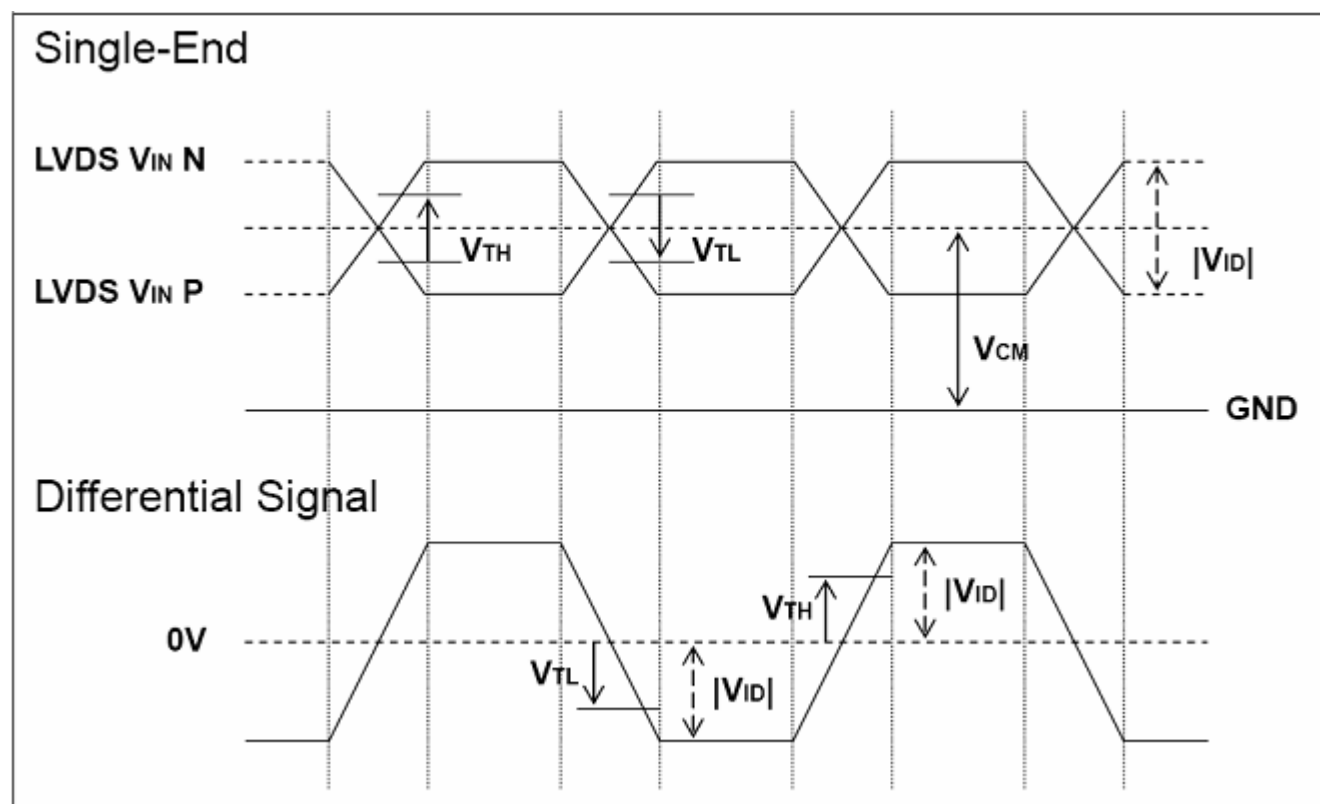 Single-End
LVDS VIN N
VTH
VTL
|VID|
LVDS VIN P
VCM
GND
Differential Signal
VTH
|VID|
0V
VTL
|VID|